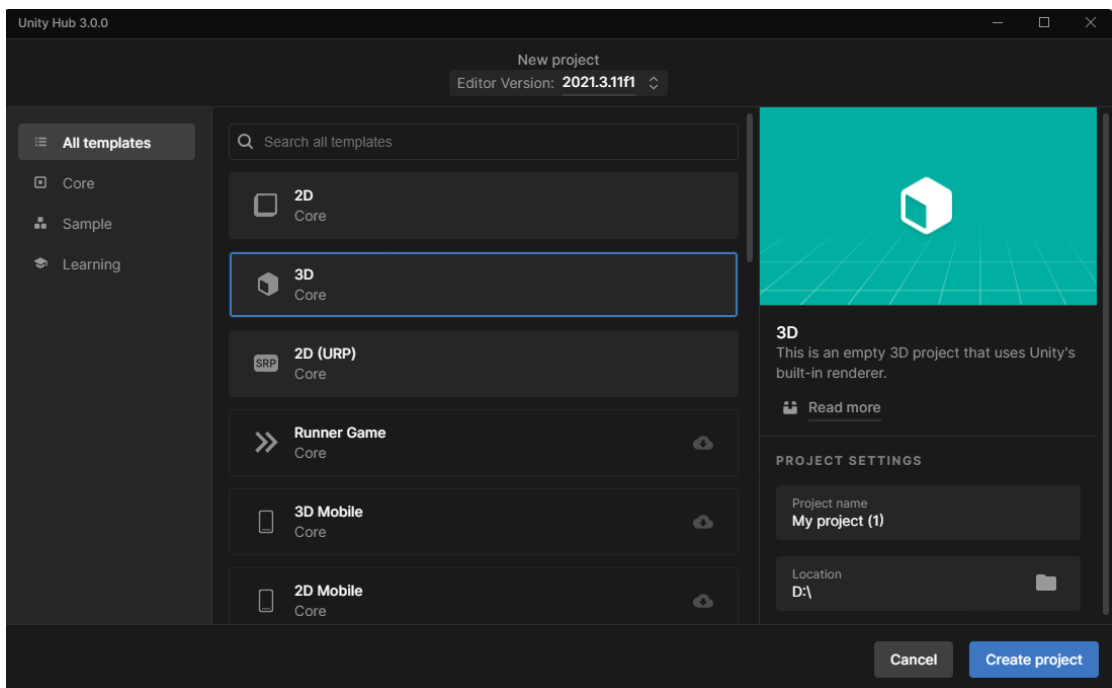 Unity Hub 3.0.0
New project
Editor Version: 2021.3.11f1
All templates
Core
Sample
Learning
Search all templates
2D
Core
3D
Core
SRP
2D (URP)
Core
Runner Game
Core
3D Mobile
Core
2D Mobile
Core
3D
This is an empty 3D project that uses Unity's
built-in renderer.
Read more
PROJECT SETTINGS
Project name
My project (1)
Location
D:\
Cancel
Create project